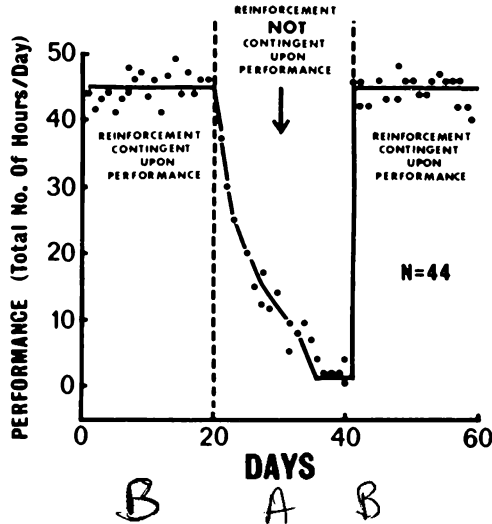 REINFORCEMENT
NOT
CONTINGENT
UPON
PERFORMANCE
PERFORMANCE (Total No. Of Hours/Day)
50
40
30
20
10
0
REINFORCEMENT
CONTINGENT
UPON
PERFORMANCE
REINFORCEMENT
CONTINGENT
UPON
PERFORMANCE
N=44
0 20 40 60
DAYS
B A B